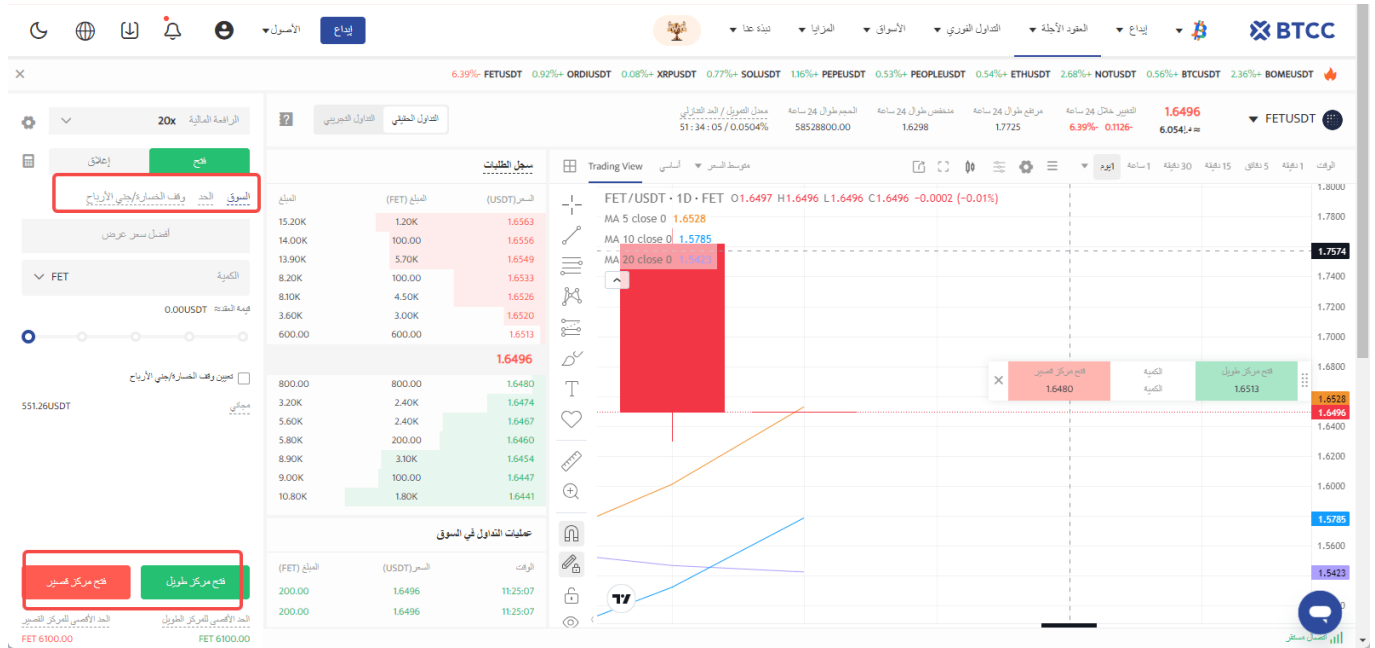 BTCC
إيداع
العقود الآجلة
التداول الفوري
الأسواق
المزايا
نبذة عنا
إيداع
الأصول
6.39%- FETUSDT 0.92%+ ORDIUSDT 0.08%+ XRPUSDT 0.77%+ SOLUSDT 1.16%+ PEPEUSDT 0.53%+ PEOPLEUSDT 0.54%+ ETHUSDT 2.68%+ NOTUSDT 0.56%+ BTCUSDT 2.36%+ BOMEUSDT
FETUSDT
1.6496
التغيير خلال 24 ساعة
6.39%- 0.1126-
مرتفع طوال 24 ساعة
1.7725
منخفض طوال 24 ساعة
1.6298
الحجم طوال 24 ساعة
58528800.00
معدل التمويل / العد التنازلي
51 : 34 : 05 / 0.0504%
التداول الحقيقي
التداول التجريبي
الرافعة المالية 20x
فتح
إغلاق
السوق
الحد
وقف الخسارة/جني الأرباح
أفضل سعر عرض
الكمية
FET
قيمة العقد≈ 0.00USDT
تعيين وقف الخسارة/جني الأرباح
مجاني
551.26USDT
فتح مركز طويل
فتح مركز قصير
الحد الأقصى للمركز الطويل
الحد الأقصى للمركز القصير
FET 6100.00
FET 6100.00
سجل الطلبات
السعر(USDT)
المبلغ (FET)
المبلغ
15.20K 1.20K 1.6563
14.00K 100.00 1.6556
13.90K 5.70K 1.6549
8.20K 100.00 1.6533
8.10K 4.50K 1.6526
3.60K 3.00K 1.6520
600.00 600.00 1.6513
1.6496
800.00 800.00 1.6480
3.20K 2.40K 1.6474
5.60K 2.40K 1.6467
5.80K 200.00 1.6460
8.90K 3.10K 1.6454
9.00K 100.00 1.6447
10.80K 1.80K 1.6441
عمليات التداول في السوق
الوقت
السعر(USDT)
المبلغ (FET)
200.00 1.6496 11:25:07
200.00 1.6496 11:25:07
الوقت
1 دقيقة
5 دقائق
15 دقيقة
30 دقيقة
1 ساعة
1يوم
متوسط السعر
أساسي
Trading View
FET/USDT · 1D · FET O1.6497 H1.6496 L1.6496 C1.6496 −0.0002 (−0.01%)
MA 5 close 0 1.6528
MA 10 close 0 1.5785
MA 20 close 0 1.5423
فتح مركز طويل
1.6513
الكمية
الكمية
فتح مركز قصير
1.6480
1.8000
1.7800
1.7574
1.7400
1.7200
1.7000
1.6800
1.6528
1.6496
1.6400
1.6200
1.6000
1.5785
1.5600
1.5423
اتصال مستقر